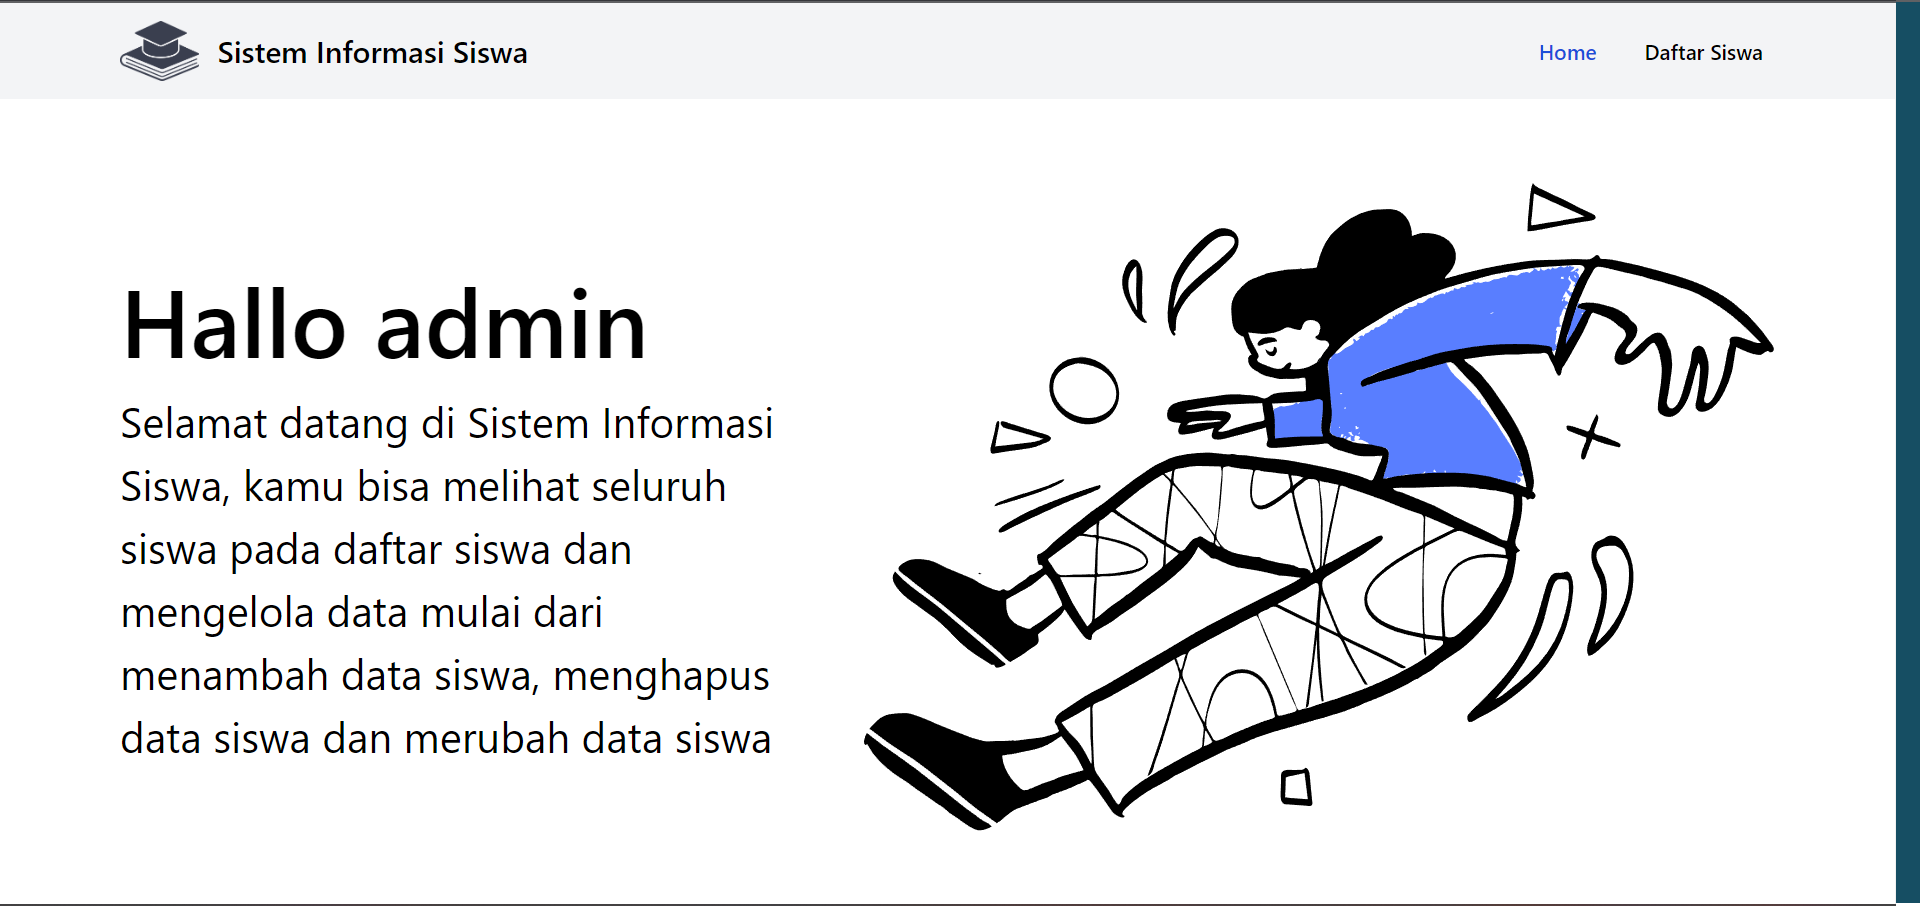 Sistem Informasi Siswa
Home
Daftar Siswa
Hallo admin
Selamat datang di Sistem Informasi
Siswa, kamu bisa melihat seluruh
siswa pada daftar siswa dan
mengelola data mulai dari
menambah data siswa, menghapus
data siswa dan merubah data siswa